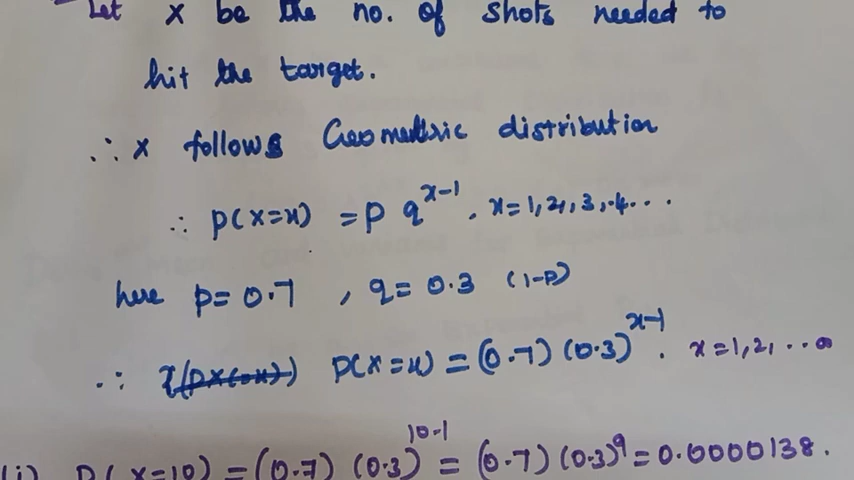 Let X be the no. of shots needed to
hit the target.
∴ X follows Geometric distribution
∴ P(X=x) = p q^{x-1}. x=1,2,3,4...
here p=0.7 , q=0.3 (1-p)
∴ P(X=x) = (0.7) (0.3)^{x-1}. x=1,2,...∞
(i) P(X=10) = (0.7) (0.3)^{10-1} = (0.7) (0.3)^9 = 0.0000138.